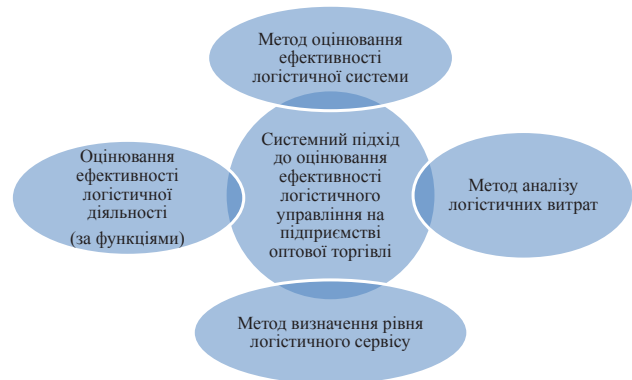 Метод оцінювання
ефективності
логістичної системи
Оцінювання
ефективності
логістичної
діяльності
(за функціями)
Системний підхід
до оцінювання
ефективності
логістичного
управління на
підприємстві
оптової торгівлі
Метод аналізу
логістичних витрат
Метод визначення рівня
логістичного сервісу